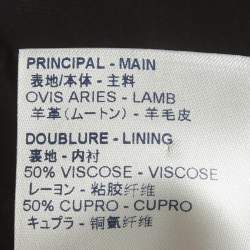 PRINCIPAL - MAIN
表地/本体 - 主料
OVIS ARIES - LAMB
羊革(ムートン) - 羊毛皮
DOUBLURE - LINING
裏地 - 内衬
50% VISCOSE - VISCOSE
レーヨン - 粘胶纤维
50% CUPRO - CUPRO
キュプラ - 铜氨纤维